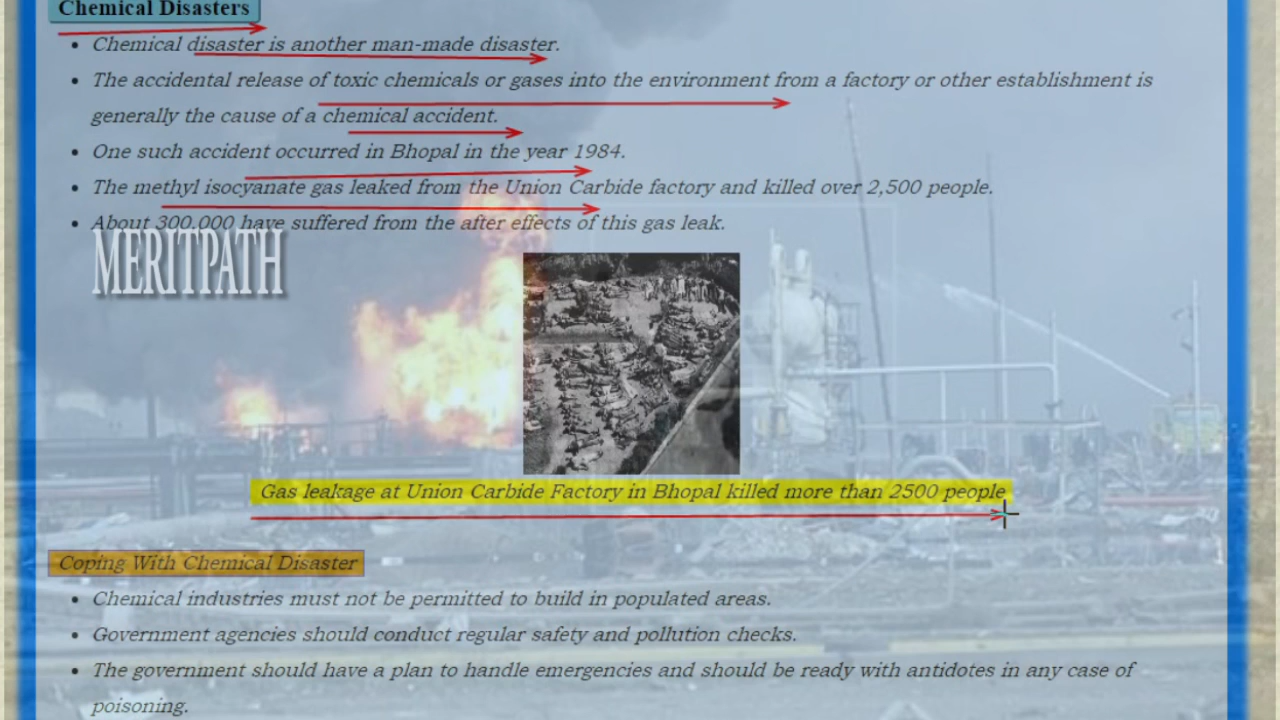 Chemical Disasters
• Chemical disaster is another man-made disaster.
• The accidental release of toxic chemicals or gases into the environment from a factory or other establishment is
generally the cause of a chemical accident.
• One such accident occurred in Bhopal in the year 1984.
• The methyl isocyanate gas leaked from the Union Carbide factory and killed over 2,500 people.
• About 300,000 have suffered from the after effects of this gas leak.
MERITPATH
Gas leakage at Union Carbide Factory in Bhopal killed more than 2500 people
Coping With Chemical Disaster
• Chemical industries must not be permitted to build in populated areas.
• Government agencies should conduct regular safety and pollution checks.
• The government should have a plan to handle emergencies and should be ready with antidotes in any case of
poisoning.